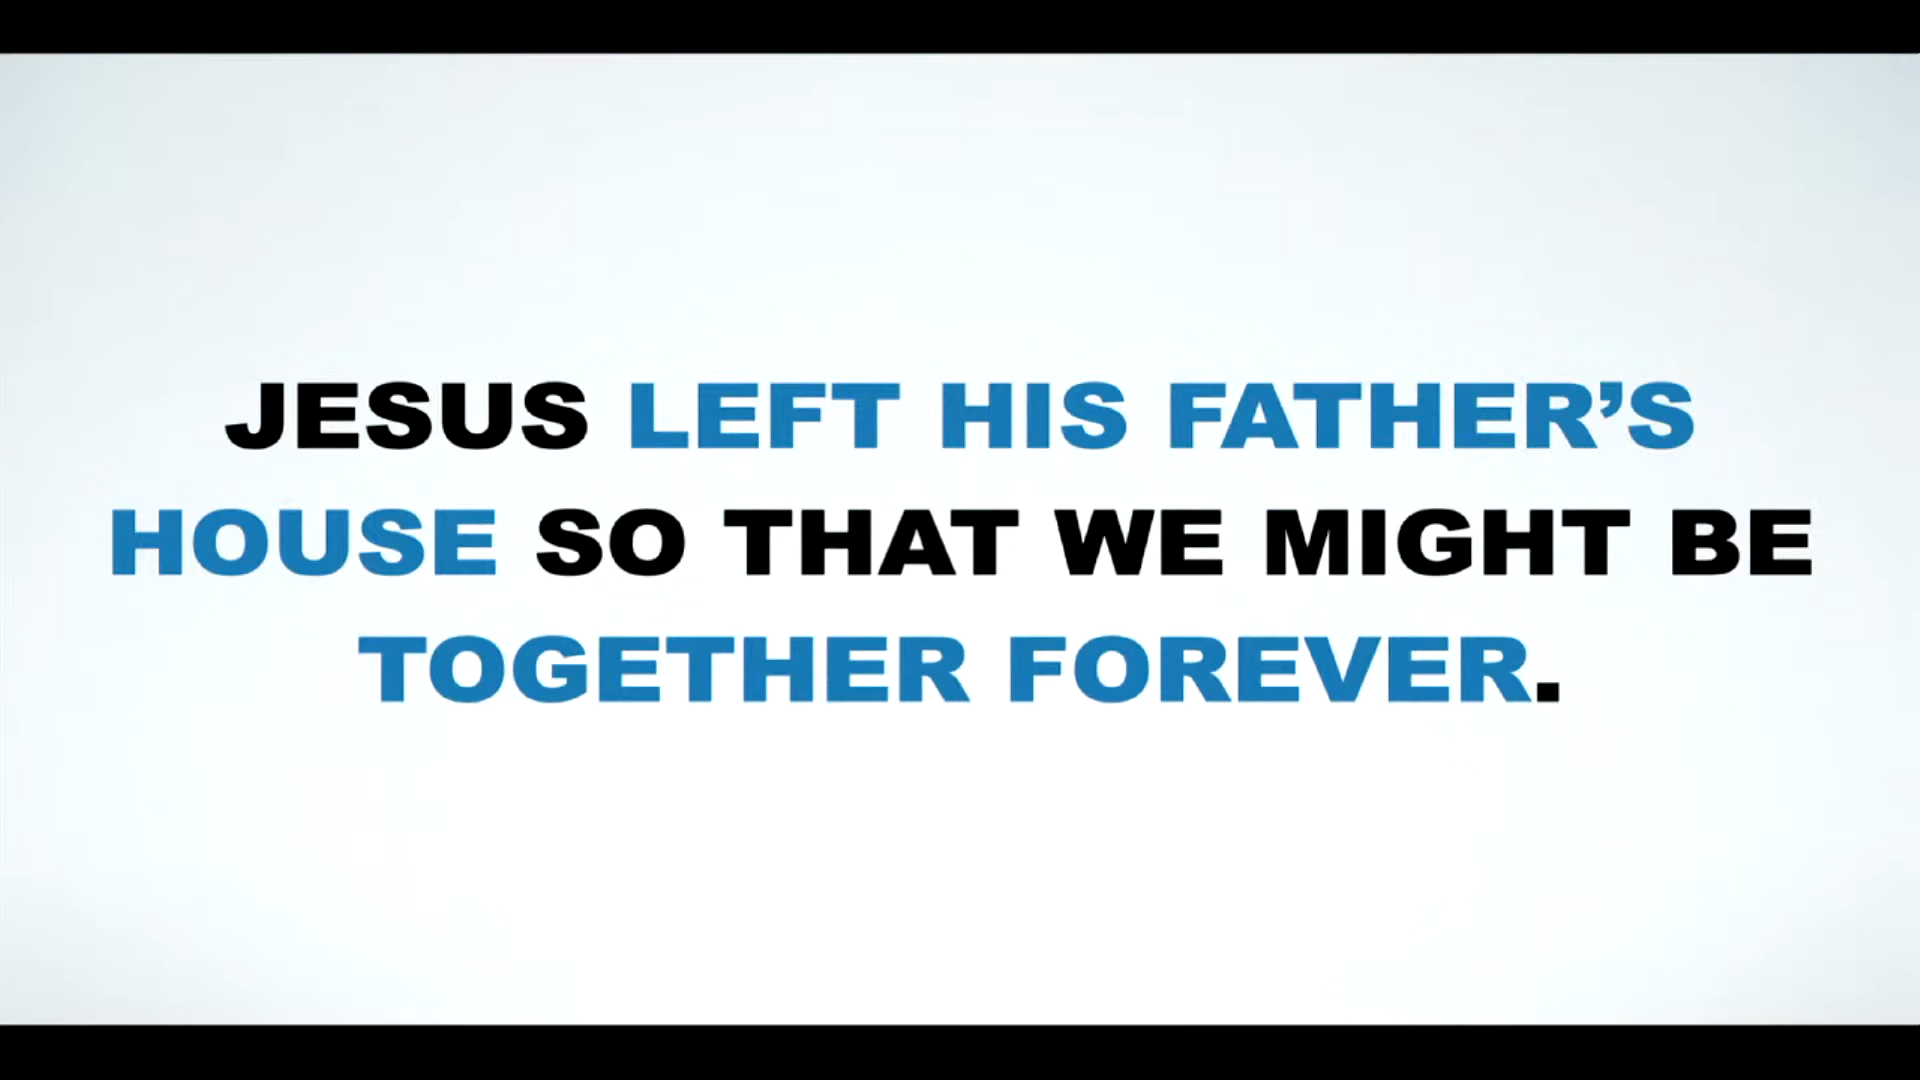 JESUS LEFT HIS FATHER’S
HOUSE SO THAT WE MIGHT BE
TOGETHER FOREVER.